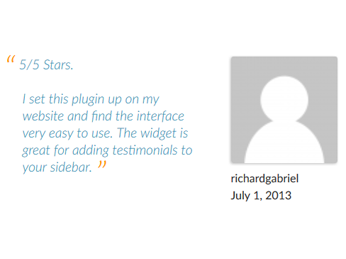 “ 5/5 Stars.
I set this plugin up on my
website and find the interface
very easy to use. The widget is
great for adding testimonials to
your sidebar. ”
richardgabriel
July 1, 2013